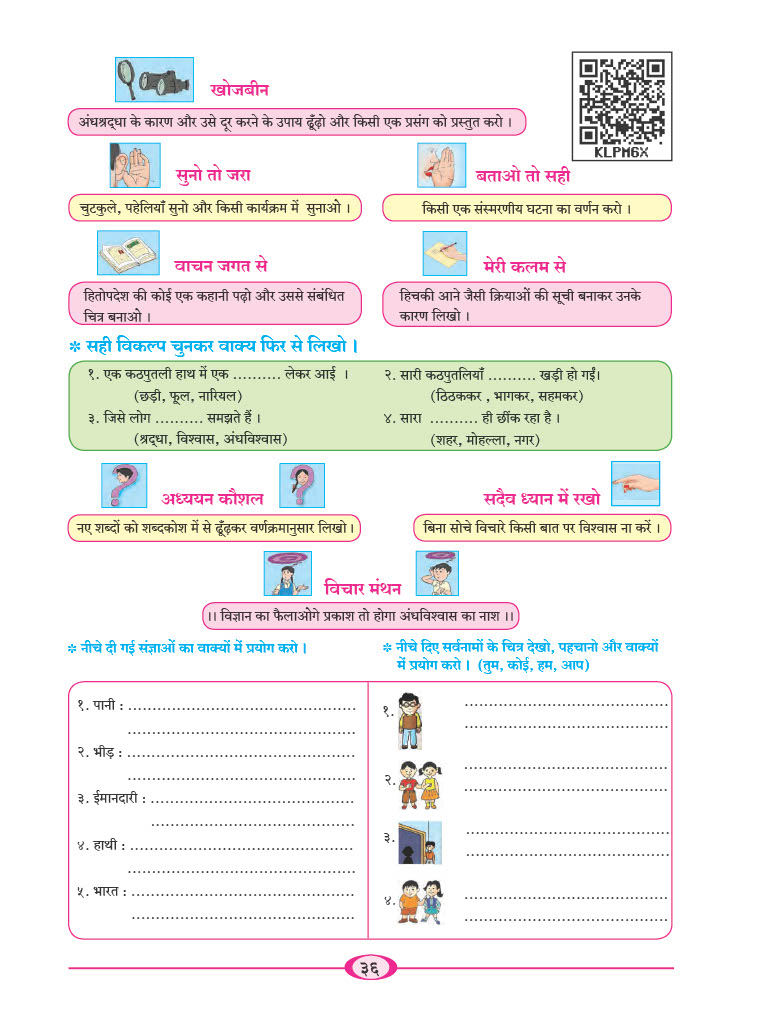 खोजबीन
KLPM6X
अंधश्रद्धा के कारण और उसे दूर करने के उपाय ढूँढ़ो और किसी एक प्रसंग को प्रस्तुत करो ।
सुनो तो जरा
बताओ तो सही
चुटकुले, पहेलियाँ सुनो और किसी कार्यक्रम में सुनाओ ।
किसी एक संस्मरणीय घटना का वर्णन करो ।
वाचन जगत से
मेरी कलम से
हितोपदेश की कोई एक कहानी पढ़ो और उससे संबंधित
चित्र बनाओ ।
हिचकी आने जैसी क्रियाओं की सूची बनाकर उनके
कारण लिखो ।
* सही विकल्प चुनकर वाक्य फिर से लिखो ।
१. एक कठपुतली हाथ में एक .......... लेकर आई ।
(छड़ी, फूल, नारियल)
२. सारी कठपुतलियाँ .......... खड़ी हो गईं।
(ठिठककर , भागकर, सहमकर)
३. जिसे लोग .......... समझते हैं ।
(श्रद्धा, विश्वास, अंधविश्वास)
४. सारा .......... ही छींक रहा है ।
(शहर, मोहल्ला, नगर)
अध्ययन कौशल
सदैव ध्यान में रखो
नए शब्दों को शब्दकोश में से ढूँढ़कर वर्णक्रमानुसार लिखो।
बिना सोचे विचारे किसी बात पर विश्वास ना करें ।
विचार मंथन
।। विज्ञान का फैलाओगे प्रकाश तो होगा अंधविश्वास का नाश ।।
* नीचे दी गई संज्ञाओं का वाक्यों में प्रयोग करो ।
* नीचे दिए सर्वनामों के चित्र देखो, पहचानो और वाक्यों
में प्रयोग करो । (तुम, कोई, हम, आप)
१. पानी : ..............................................
..............................................
२. भीड़ : ..............................................
..............................................
३. ईमानदारी : .........................................
.........................................
४. हाथी : .............................................
..............................................
५. भारत : .............................................
.............................................
१. .........................................
.........................................
२. .........................................
.........................................
३. .........................................
.........................................
४. .........................................
.........................................
३६